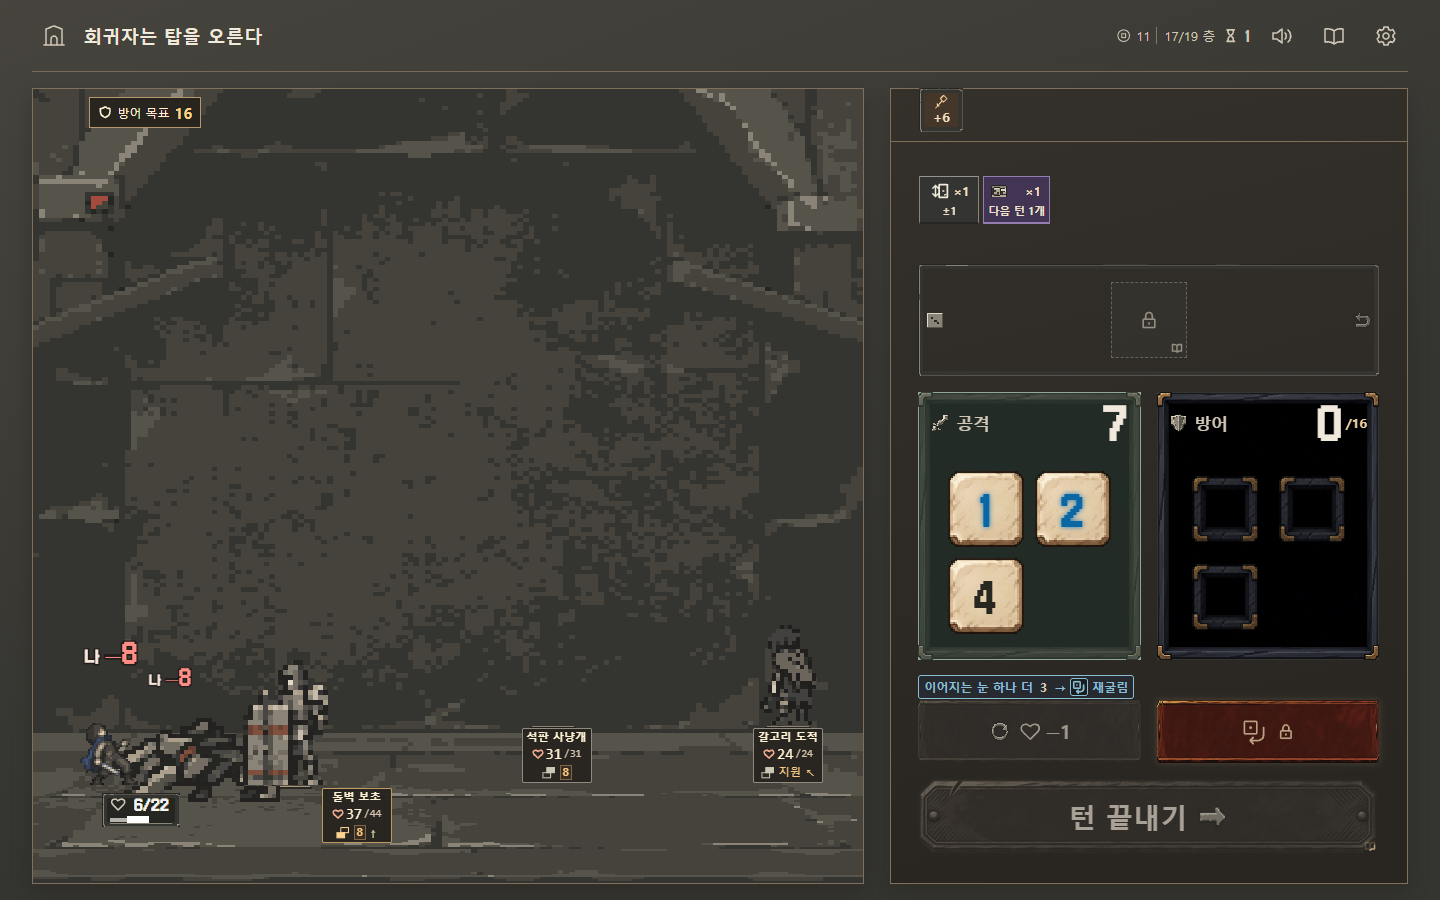 회귀자는 탑을 오른다
11
17/19 층
1
방어 목표 16
+6
×1
±1
×1
다음 턴 1개
공격 7
방어 0/16
1 2
4
나 -8
나 -8
이어지는 눈 하나 더 3 → 재굴림
-1
석판 사냥개
31/31
8
갈고리 도적
24/24
지원 ↖
돌벽 보초
37/44
8 ↑
6/22
턴 끝내기